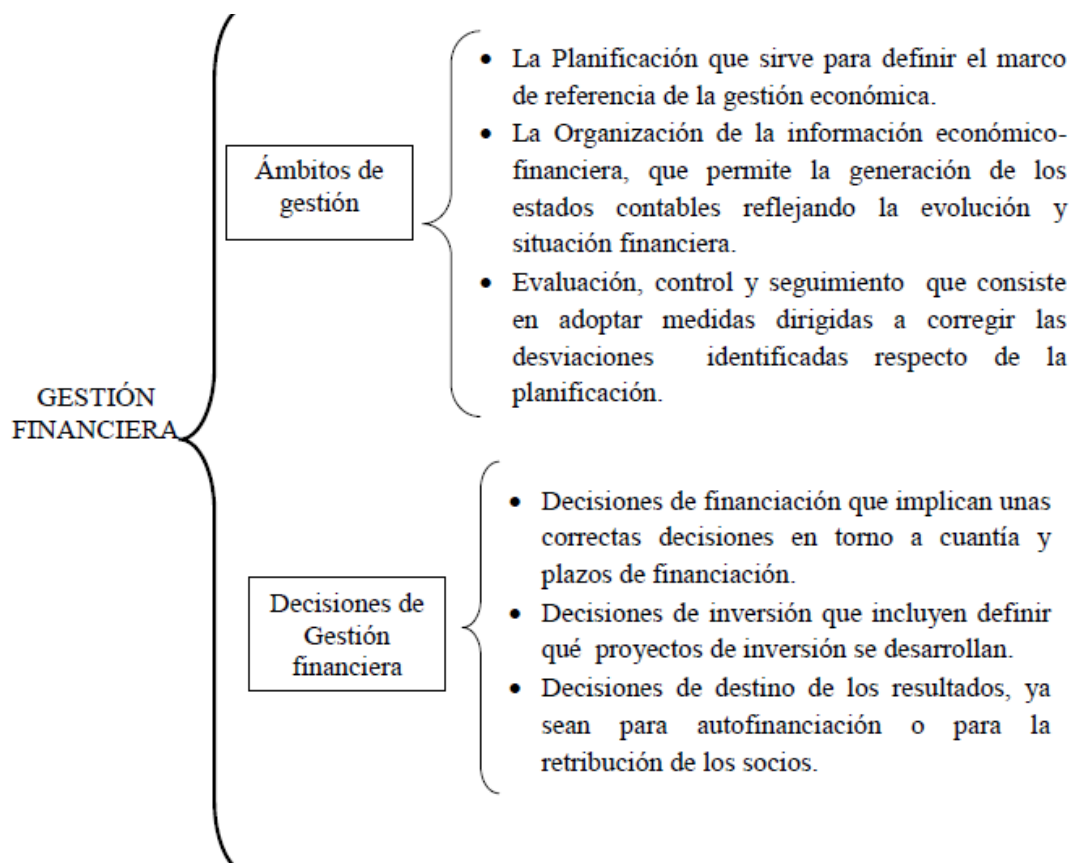 GESTIÓN
FINANCIERA
Ámbitos de
gestión
• La Planificación que sirve para definir el marco
de referencia de la gestión económica.
• La Organización de la información económico-
financiera, que permite la generación de los
estados contables reflejando la evolución y
situación financiera.
• Evaluación, control y seguimiento que consiste
en adoptar medidas dirigidas a corregir las
desviaciones identificadas respecto de la
planificación.
Decisiones de
Gestión
financiera
• Decisiones de financiación que implican unas
correctas decisiones en torno a cuantía y
plazos de financiación.
• Decisiones de inversión que incluyen definir
qué proyectos de inversión se desarrollan.
• Decisiones de destino de los resultados, ya
sean para autofinanciación o para la
retribución de los socios.